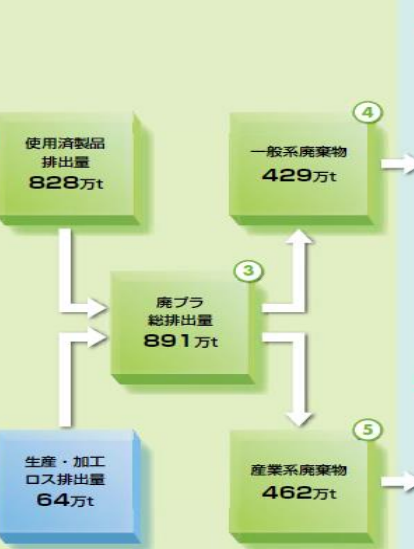 使用済製品
排出量
828万t
④
一般系廃棄物
429万t
③
廃プラ
総排出量
891万t
生産・加工
ロス排出量
64万t
⑤
産業系廃棄物
462万t